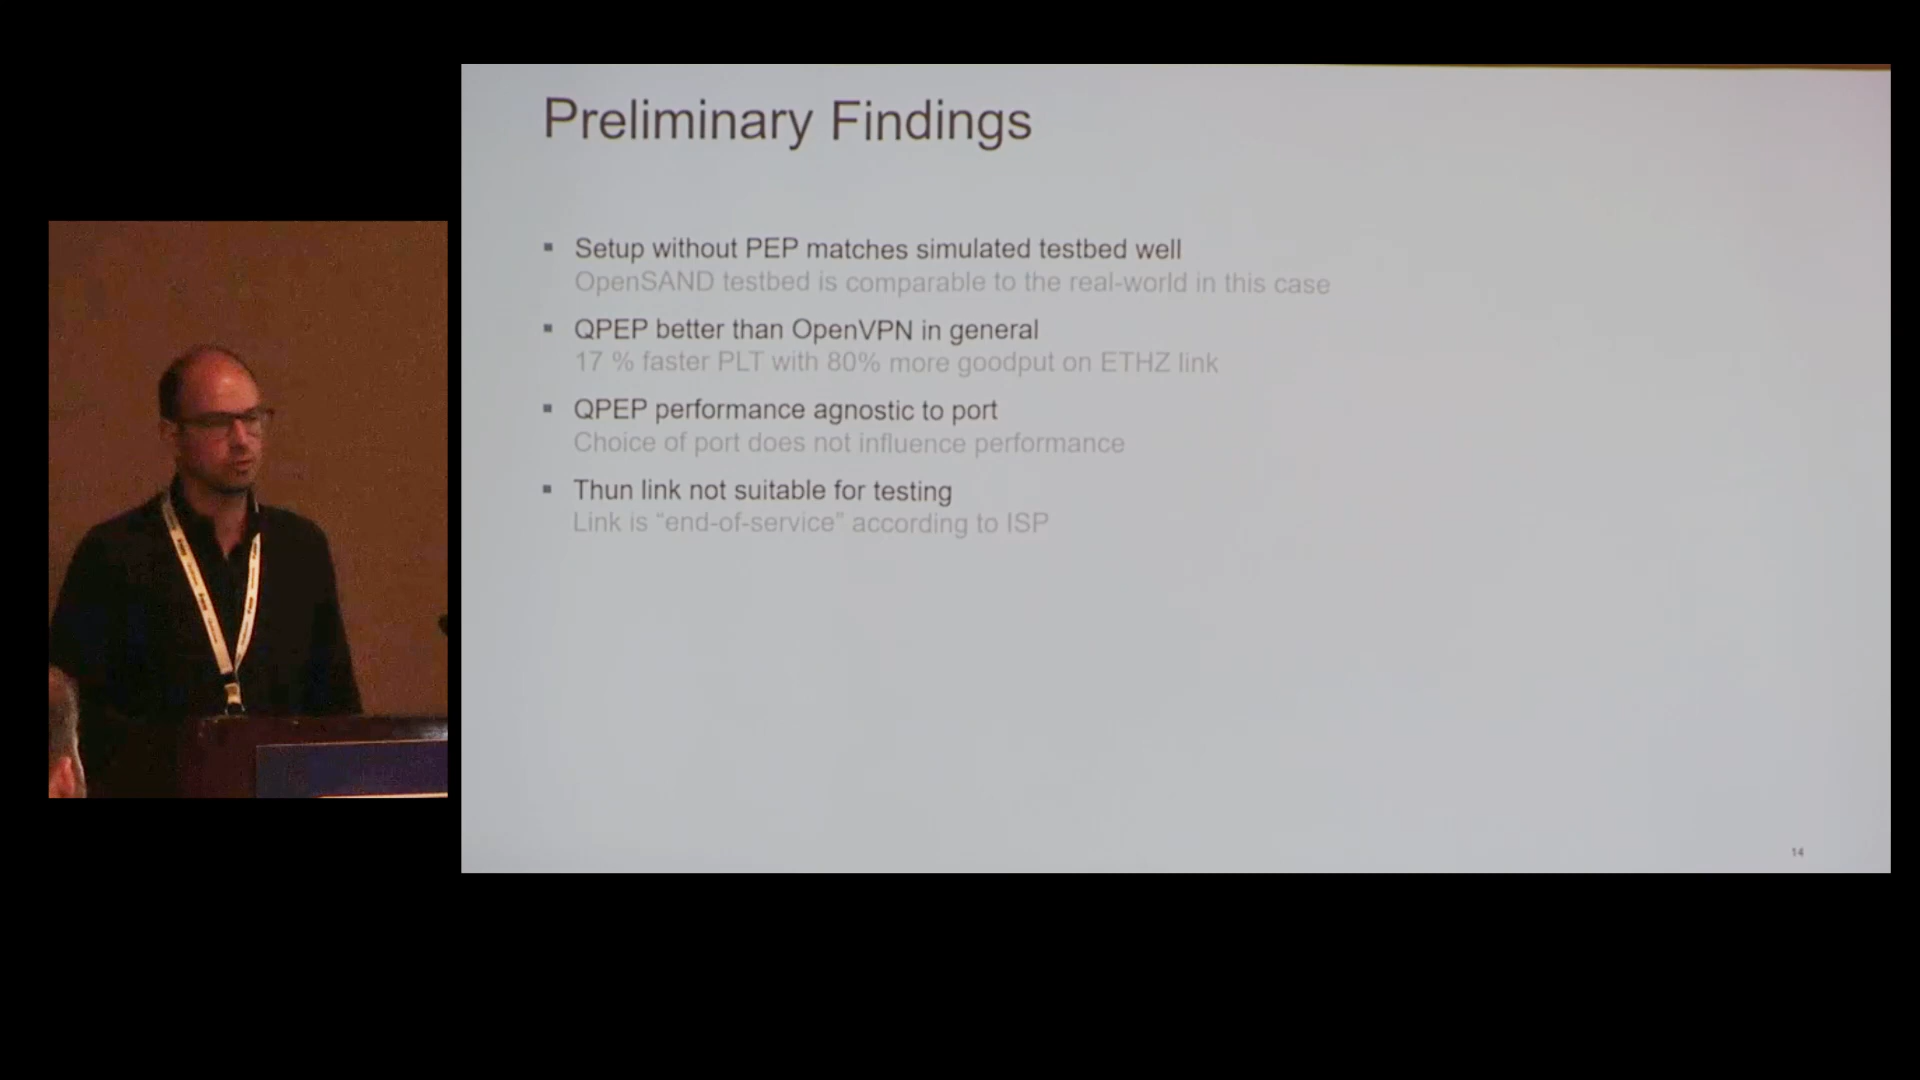 Preliminary Findings
▪ Setup without PEP matches simulated testbed well
OpenSAND testbed is comparable to the real-world in this case
▪ QPEP better than OpenVPN in general
17 % faster PLT with 80% more goodput on ETHZ link
▪ QPEP performance agnostic to port
Choice of port does not influence performance
▪ Thun link not suitable for testing
Link is “end-of-service” according to ISP
14